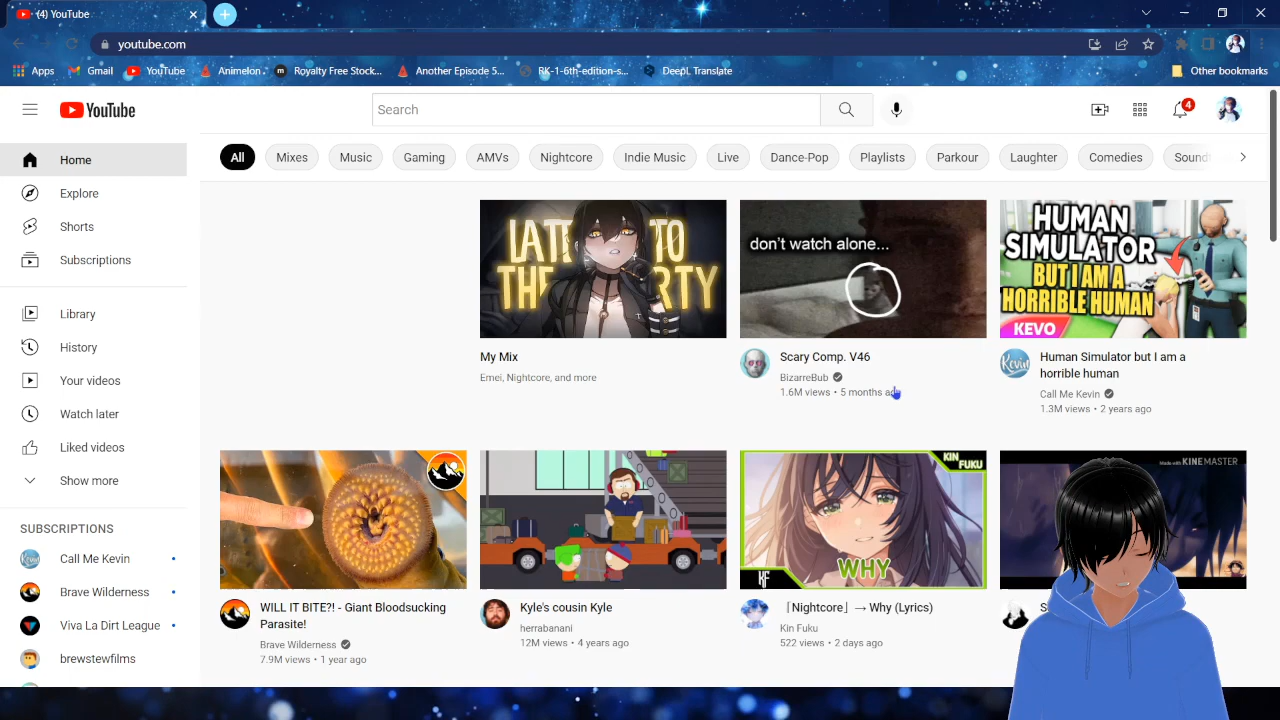 (4) YouTube
youtube.com
Apps
Gmail
YouTube
Animelon
Royalty Free Stock...
Another Episode 5...
RK-1-6th-edition-s...
DeepL Translate
Other bookmarks
YouTube
Search
4
Home
Explore
Shorts
Subscriptions
Library
History
Your videos
Watch later
Liked videos
Show more
SUBSCRIPTIONS
Call Me Kevin
Brave Wilderness
Viva La Dirt League
brewstewfilms
All
Mixes
Music
Gaming
AMVs
Nightcore
Indie Music
Live
Dance-Pop
Playlists
Parkour
Laughter
Comedies
Sound
TO
THE
My Mix
Emei, Nightcore, and more
don't watch alone...
Scary Comp. V46
BizarreBub
1.6M views • 5 months
HUMAN
SIMULATOR
BUT I AM A
HORRIBLE HUMAN
KEVO
Kevin
Human Simulator but I am a
horrible human
Call Me Kevin
1.3M views • 2 years ago
WILL IT BITE?! - Giant Bloodsucking
Parasite!
Brave Wilderness
7.9M views • 1 year ago
Kyle's cousin Kyle
herrabanani
12M views • 4 years ago
KIN
FUKU
WHY
KF
「Nightcore」→ Why (Lyrics)
Kin Fuku
522 views • 2 days ago
Made with KINEMASTER
S